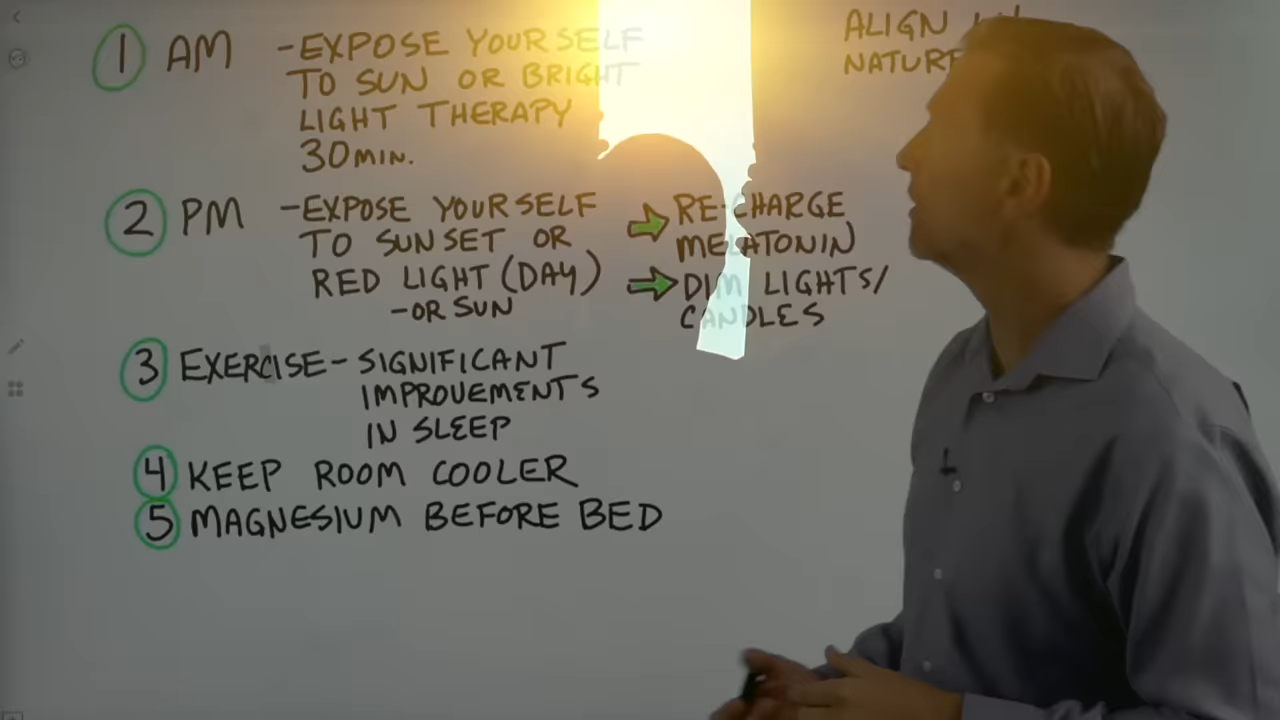 1 AM - EXPOSE YOURSELF
TO SUN OR BRIGHT
LIGHT THERAPY
30 MIN.
ALIGN
NATURE
2 PM - EXPOSE YOURSELF
TO SUNSET OR
RED LIGHT (DAY)
- OR SUN
→ RE-CHARGE
MELATONIN
→ DIM LIGHTS/
CANDLES
3 EXERCISE - SIGNIFICANT
IMPROVEMENTS
IN SLEEP
4 KEEP ROOM COOLER
5 MAGNESIUM BEFORE BED